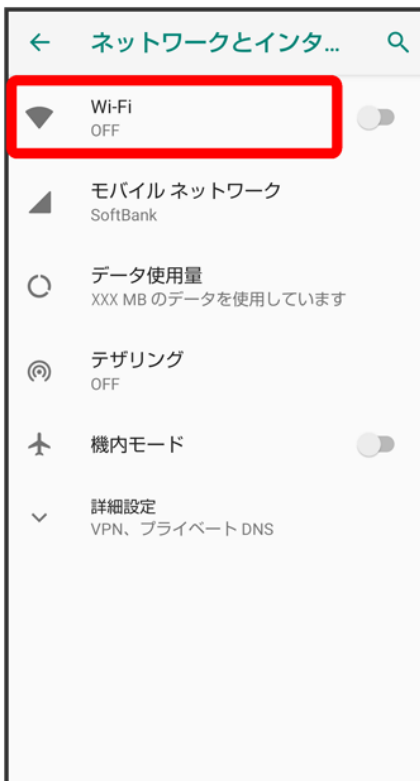 ネットワークとインタ...
Wi-Fi
OFF
モバイル ネットワーク
SoftBank
データ使用量
XXX MB のデータを使用しています
テザリング
OFF
機内モード
詳細設定
VPN、プライベート DNS